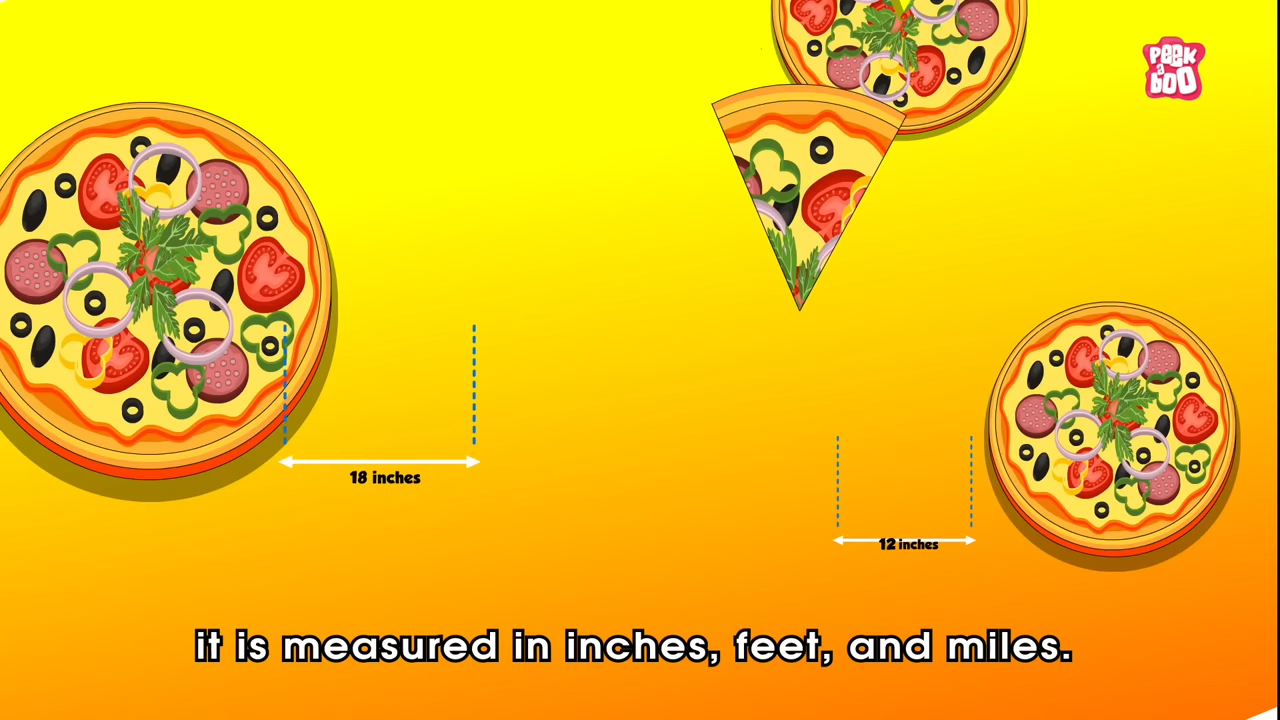 PEEK
a
boo
18 inches
12 inches
it is measured in inches, feet, and miles.